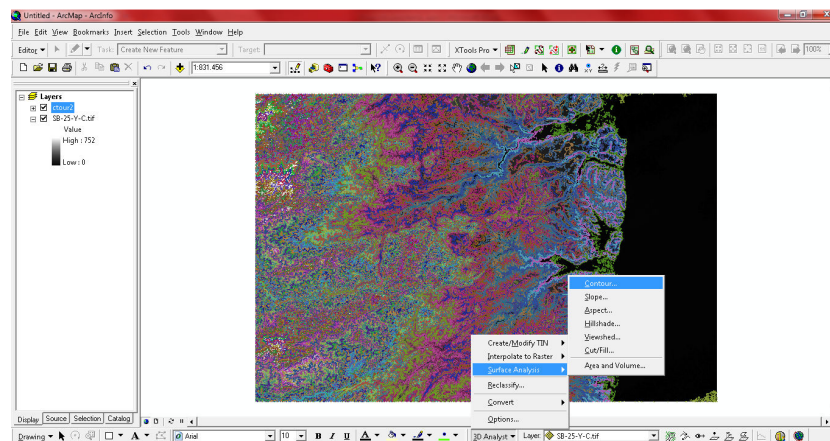 Untitled - ArcMap - ArcInfo
File Edit View Bookmarks Insert Selection Tools Window Help
Editor Task: Create New Feature Target: XTools Pro 100%
1:831.456
Layers
ctour2
SB-25-Y-C.tif
Value
High : 752
Low : 0
Contour...
Slope...
Aspect...
Hillshade...
Viewshed...
Cut/Fill...
Area and Volume...
Create/Modify TIN
Interpolate to Raster
Surface Analysis
Reclassify...
Convert
Options...
Display Source Selection Catalog
Drawing Arial 10 B I U A 3D Analyst Layer: SB-25-Y-C.tif